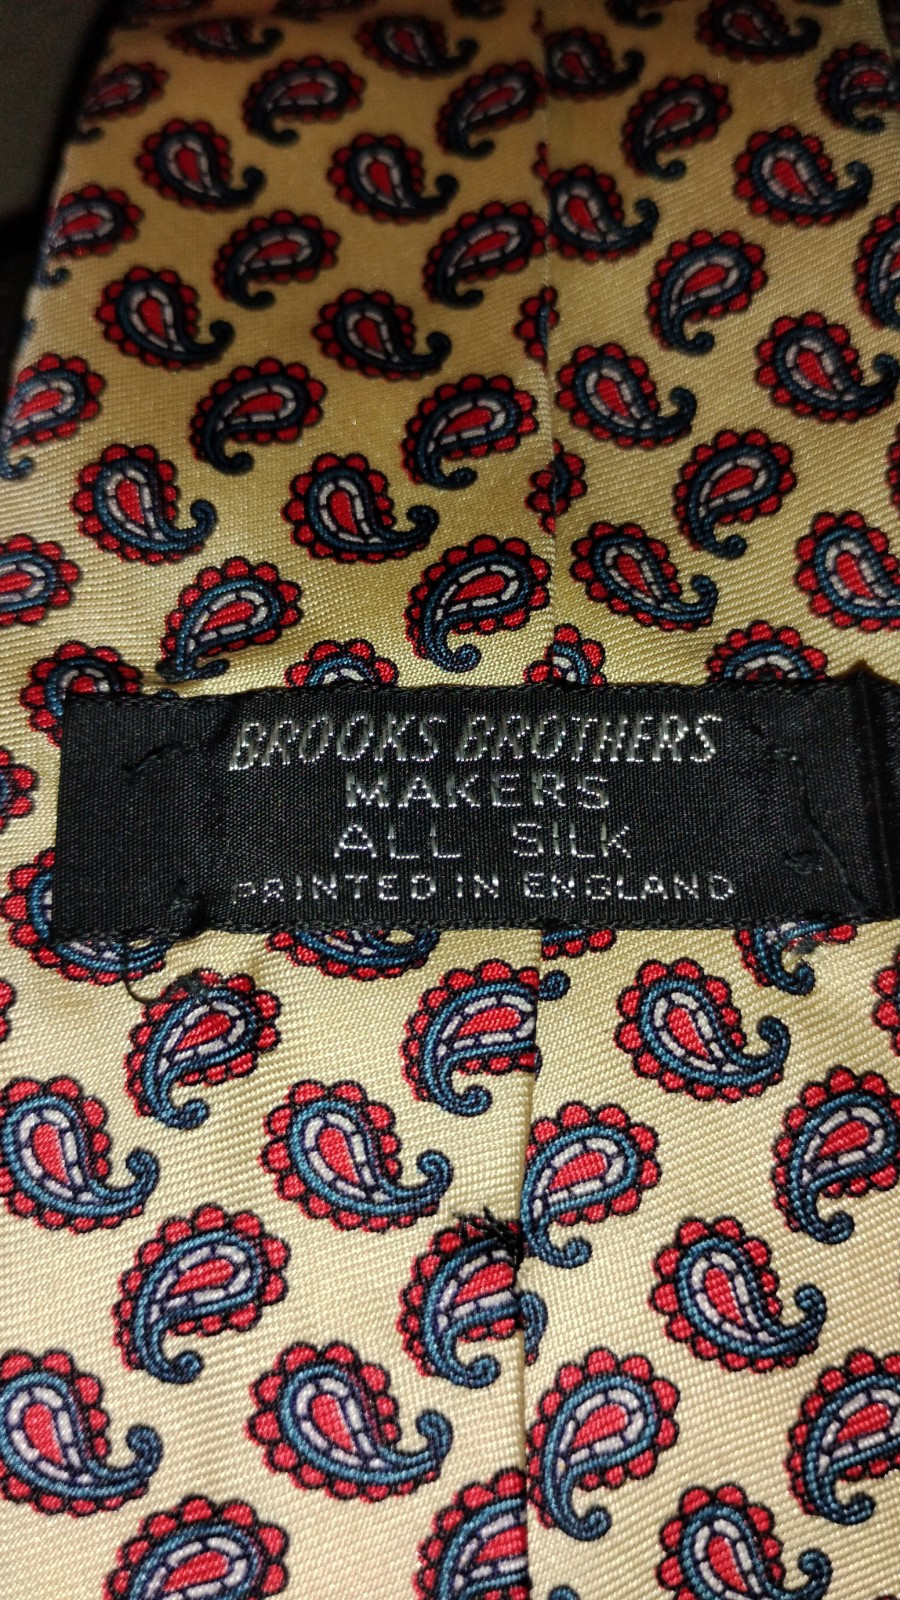 BROOKS BROTHERS
MAKERS
ALL SILK
PRINTED IN ENGLAND